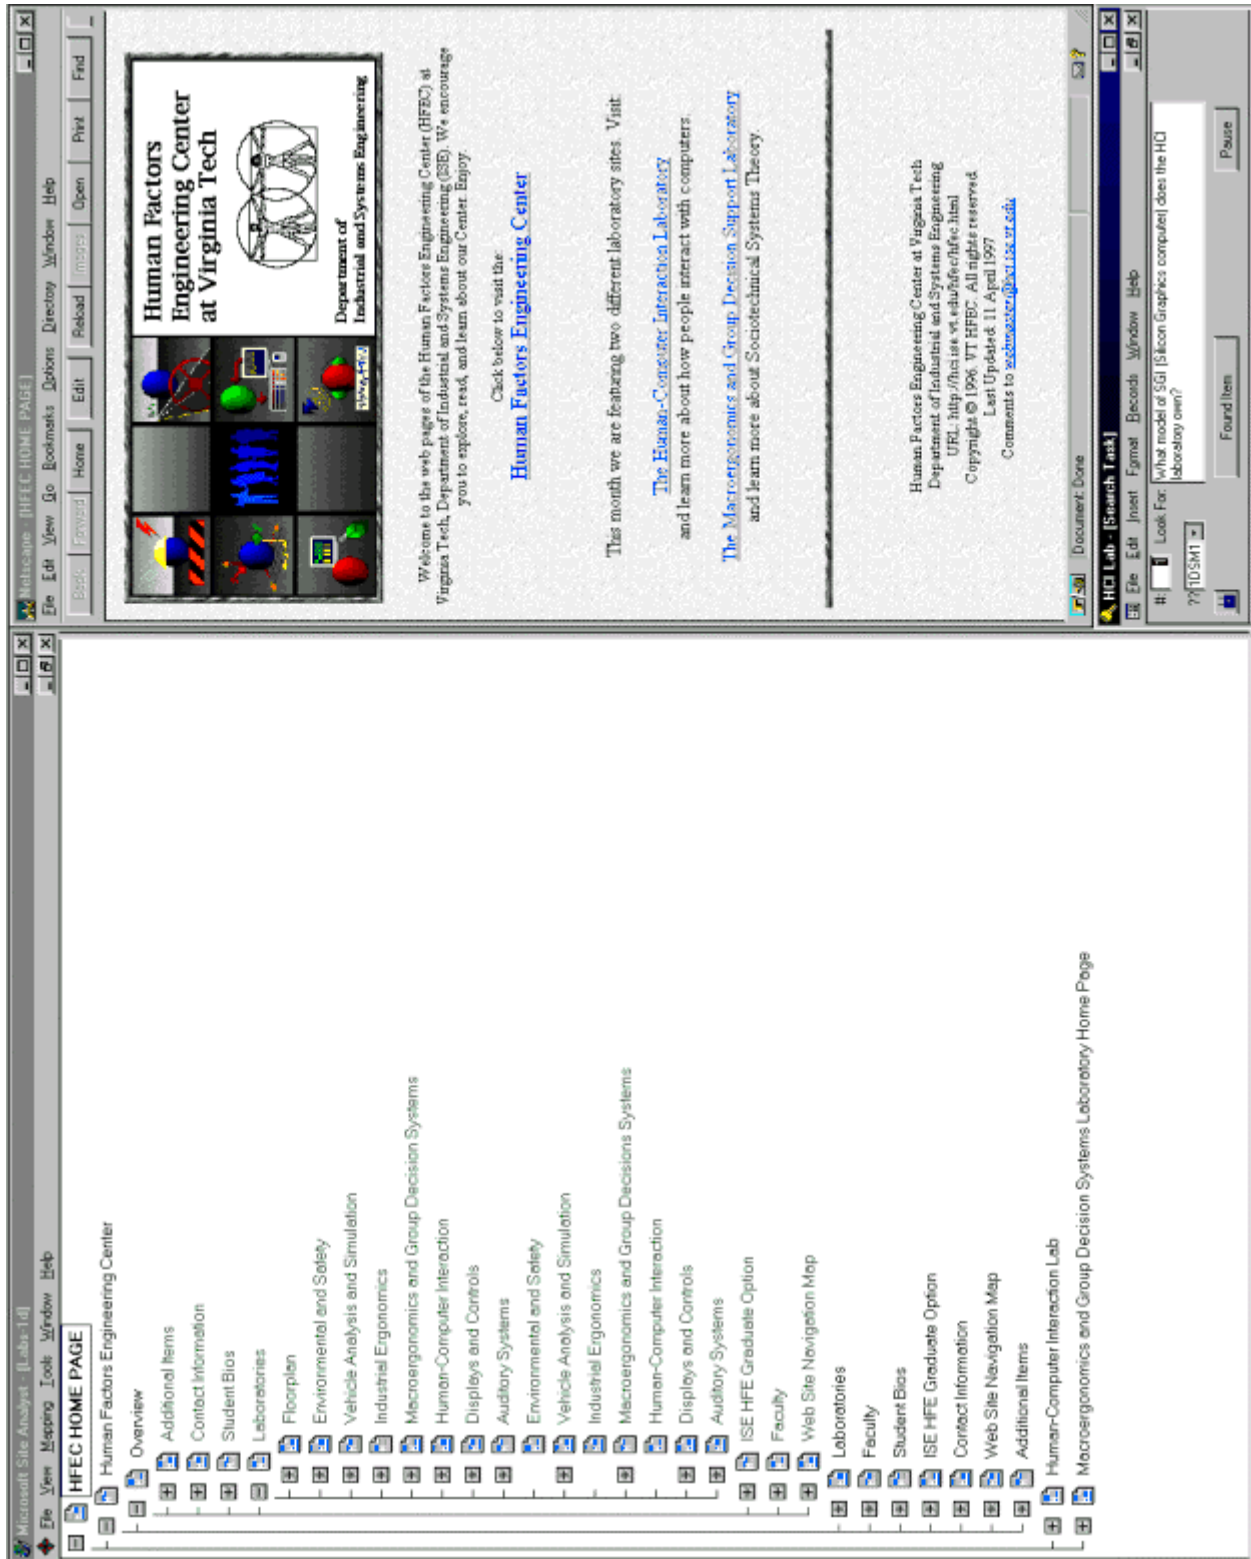 Microsoft Site Analyst - [Labs-1d]
File View Mapping Tools Window Help
HFEC HOME PAGE
Human Factors Engineering Center
Overview
Additional Items
Contact Information
Student Bios
Laboratories
Floorplan
Environmental and Safety
Vehicle Analysis and Simulation
Industrial Ergonomics
Macroergonomics and Group Decision Systems
Human-Computer Interaction
Displays and Controls
Auditory Systems
Environmental and Safety
Vehicle Analysis and Simulation
Industrial Ergonomics
Macroergonomics and Group Decisions Systems
Human-Computer Interaction
Displays and Controls
Auditory Systems
ISE HFE Graduate Option
Faculty
Web Site Navigation Map
Laboratories
Faculty
Student Bios
ISE HFE Graduate Option
Contact Information
Web Site Navigation Map
Additional Items
Human-Computer Interaction Lab
Macroergonomics and Group Decision Systems Laboratory Home Page
Netscape - [HFEC HOME PAGE]
File Edit View Go Bookmarks Options Directory Window Help
Back Forward Home Edit Reload Images Open Print Find
Human Factors
Engineering Center
at Virginia Tech
Department of
Industrial and Systems Engineering
Welcome to the web pages of the Human Factors Engineering Center (HFEC) at
Virginia Tech, Department of Industrial and Systems Engineering (ISE). We encourage
you to explore, read, and learn about our Center. Enjoy.
Click below to visit the:
Human Factors Engineering Center
This month we are featuring two different laboratory sites. Visit:
The Human-Computer Interaction Laboratory
and learn more about how people interact with computers.
The Macroergonomics and Group Decision Support Laboratory
and learn more about Sociotechnical Systems Theory.
Human Factors Engineering Center at Virginia Tech
Department of Industrial and Systems Engineering
URL: http://hci.ise.vt.edu/hfec/hfec.html
Copyright © 1996. VT HFEC. All rights reserved.
Last Updated: 11 April 1997
Comments to webmaster@hci.ise.vt.edu
Document: Done
HCI Lab - [Search Task]
File Edit Insert Format Records Window Help
#: 1 Look For: What model of SGI [Silicon Graphics computer] does the HCI
laboratory own?
?? 1DSM1
Found Item Pause